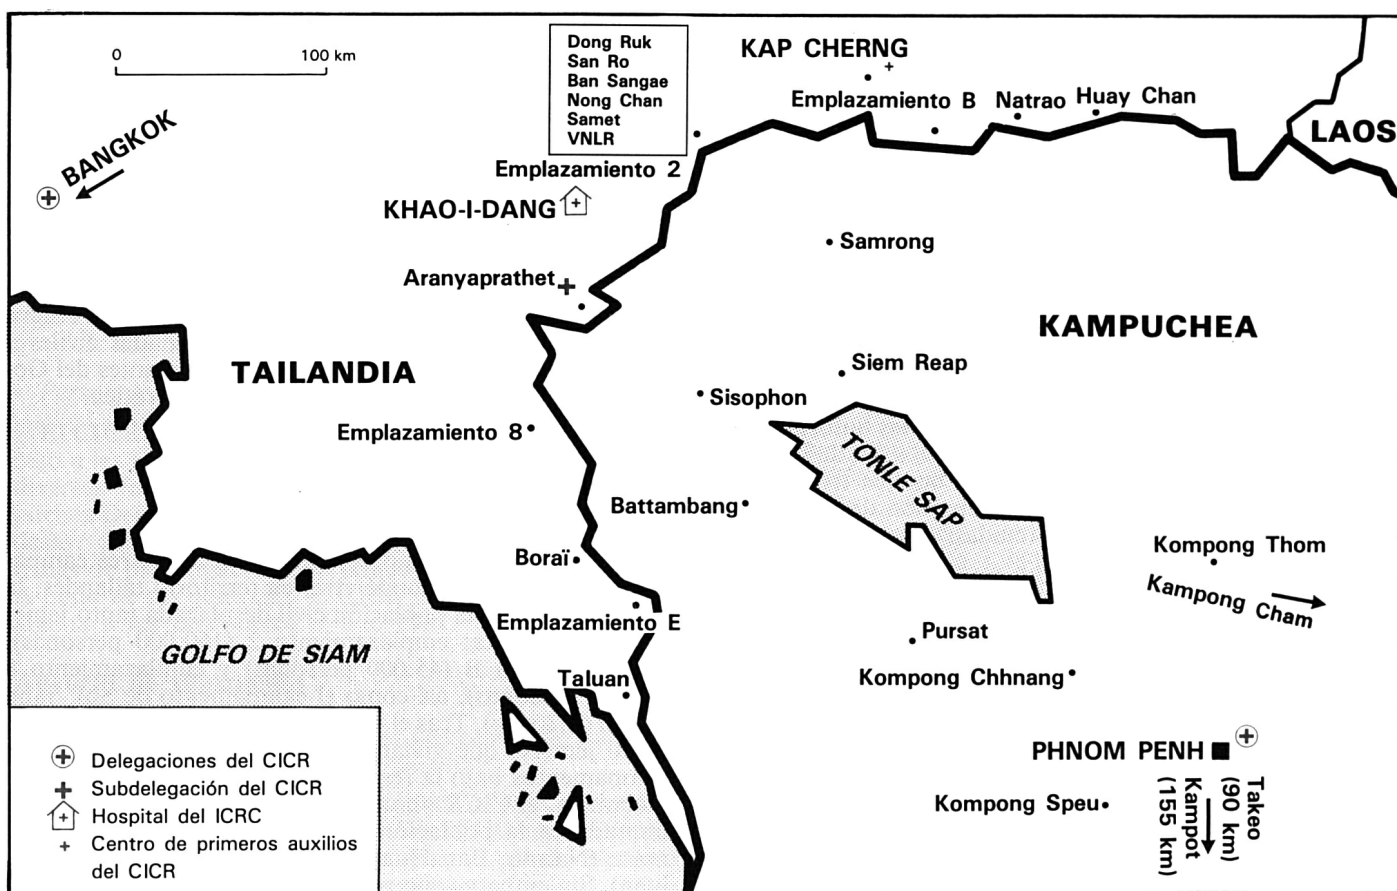 0 100 km
Dong Ruk
San Ro
Ban Sangae
Nong Chan
Samet
VNLR
KAP CHERNG
Emplazamiento B
Natrao
Huay Chan
LAOS
BANGKOK
Emplazamiento 2
KHAO-I-DANG
Samrong
Aranyaprathet
KAMPUCHEA
TAILANDIA
Siem Reap
Sisophon
Emplazamiento 8
TONLE SAP
Battambang
Boraï
Kompong Thom
Kampong Cham
Emplazamiento E
Pursat
GOLFO DE SIAM
Taluan
Kompong Chhnang
PHNOM PENH
Kompong Speu
Takeo
(90 km)
Kampot
(155 km)
Delegaciones del CICR
Subdelegación del CICR
Hospital del ICRC
Centro de primeros auxilios
del CICR